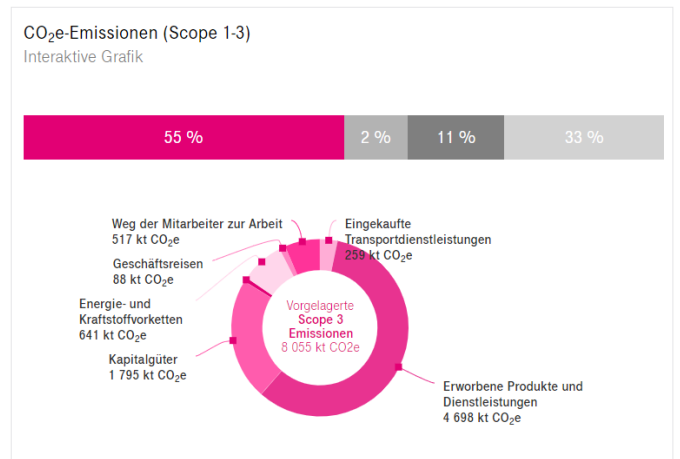 CO₂e-Emissionen (Scope 1-3)
Interaktive Grafik
55 %
2 %
11 %
33 %
Weg der Mitarbeiter zur Arbeit
517 kt CO₂e
Geschäftsreisen
88 kt CO₂e
Energie- und
Kraftstoffvorketten
641 kt CO₂e
Kapitalgüter
1 795 kt CO₂e
Eingekaufte
Transportdienstleistungen
259 kt CO₂e
Vorgelagerte
Scope 3
Emissionen
8 055 kt CO2e
Erworbene Produkte und
Dienstleistungen
4 698 kt CO₂e